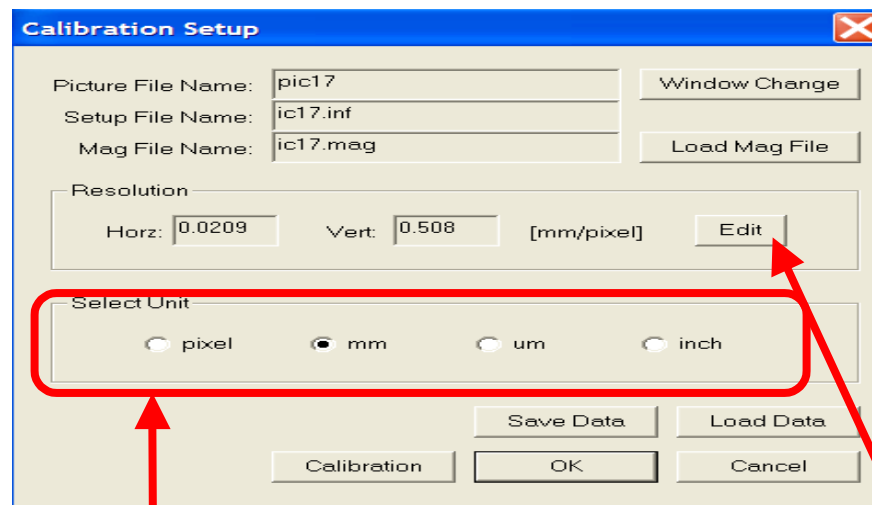 Calibration Setup
Picture File Name: pic17 Window Change
Setup File Name: ic17.inf
Mag File Name: ic17.mag Load Mag File
Resolution
Horz: 0.0209 Vert: 0.508 [mm/pixel] Edit
Select Unit
pixel mm um inch
Save Data Load Data
Calibration OK Cancel